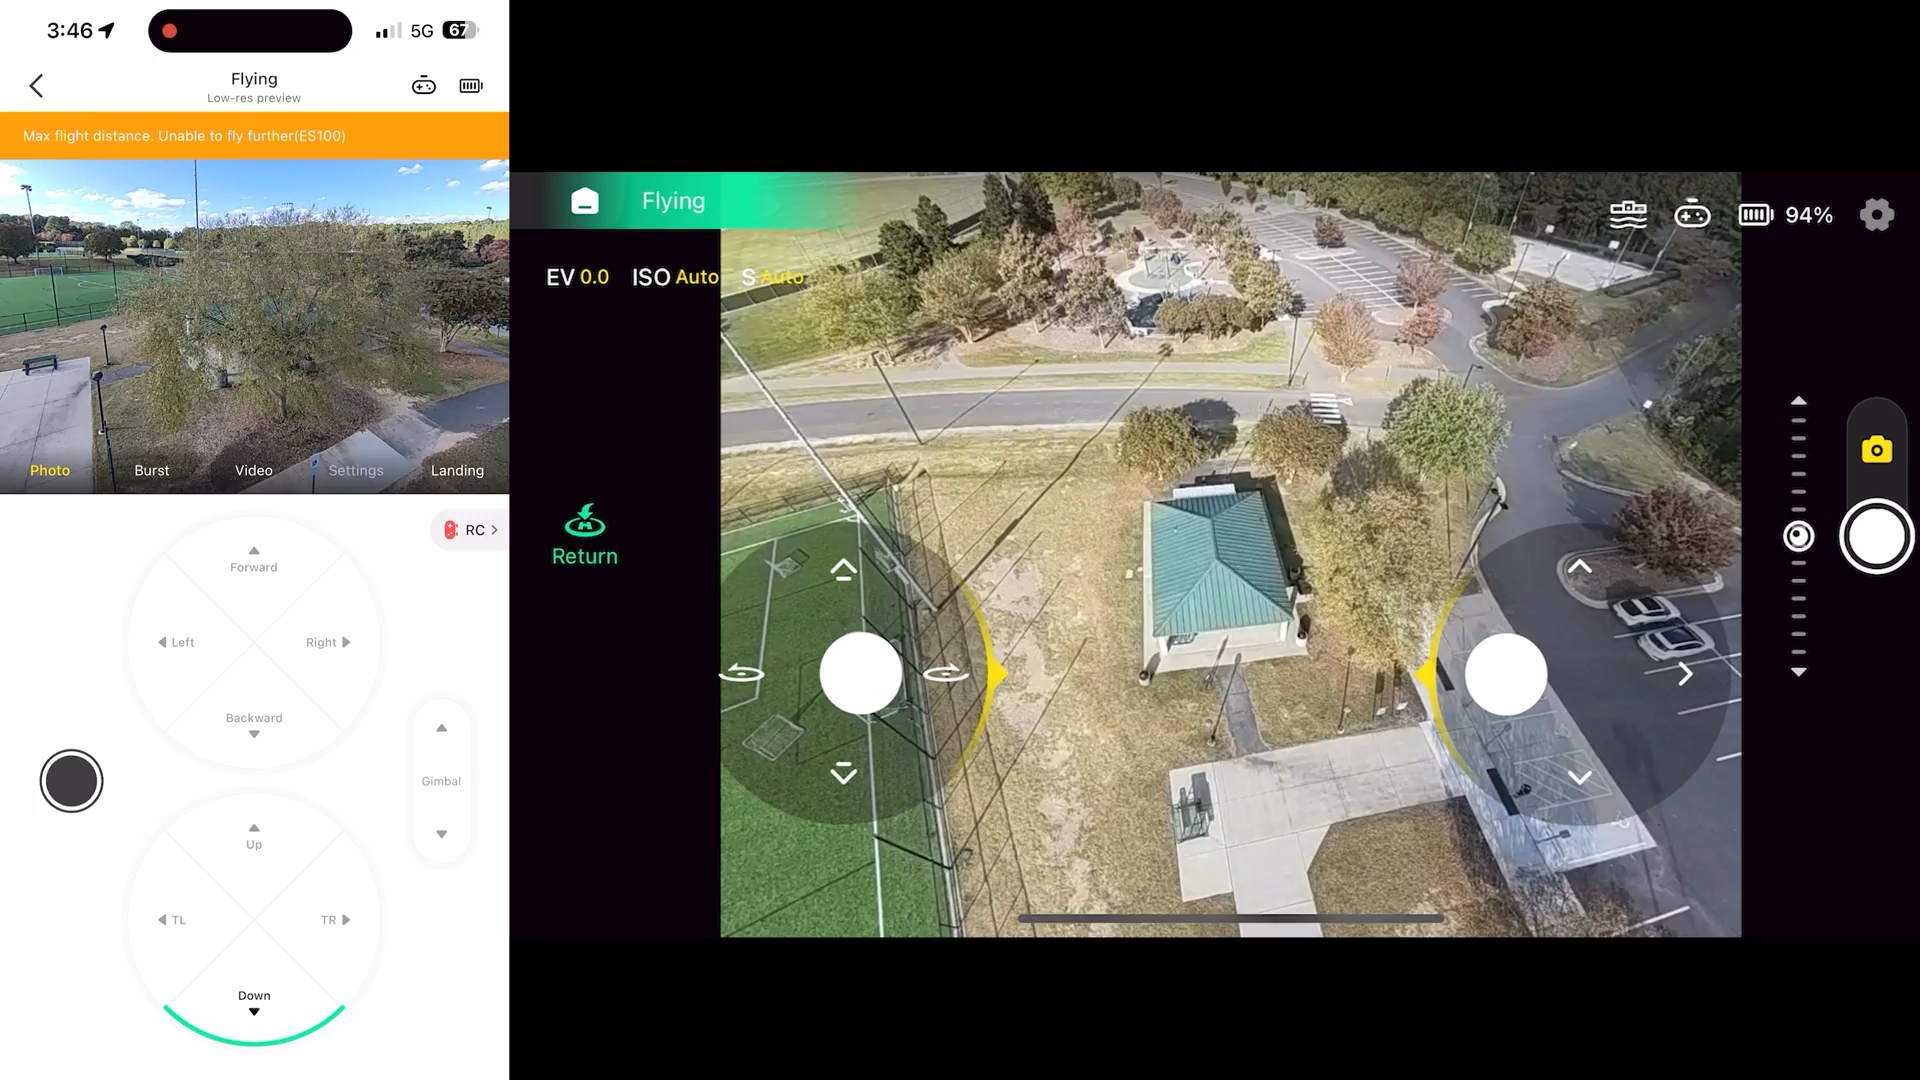 3:46
5G
67
Flying
Low-res preview
Max flight distance. Unable to fly further(ES100)
Photo
Burst
Video
Settings
Landing
RC
Forward
Left
Right
Backward
Gimbal
Up
TL
TR
Down
Flying
94%
EV 0.0 ISO Auto S Auto
Return